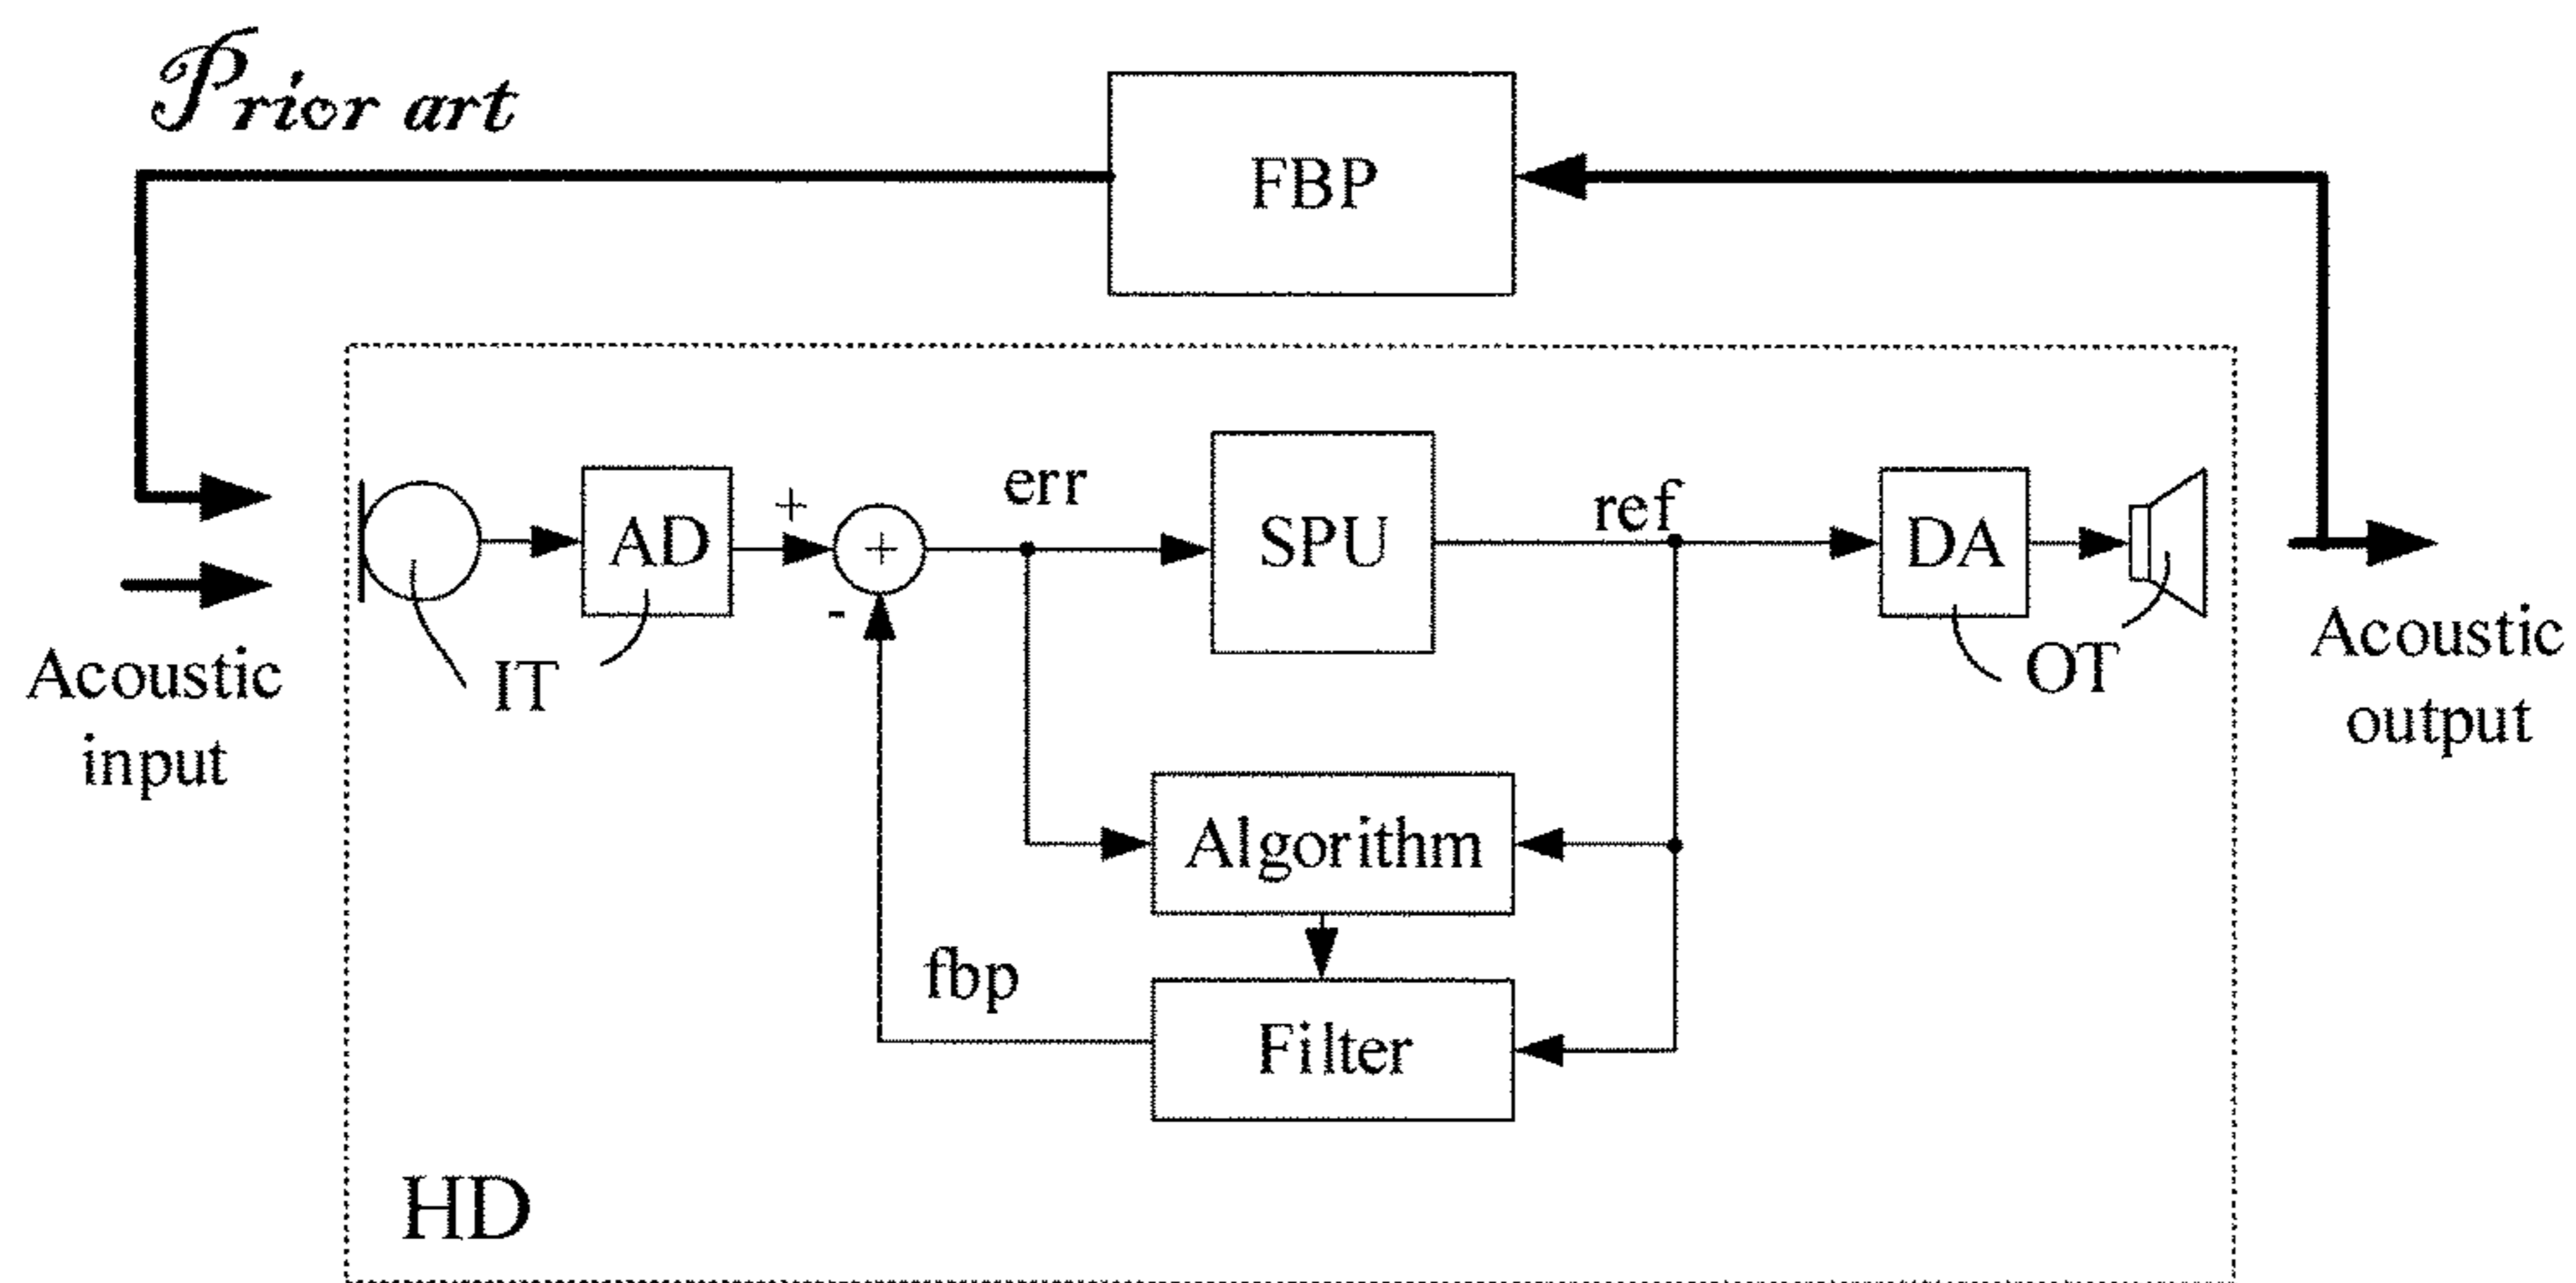 Prior art
FBP
err
ref
+
AD
+
SPU
DA
-
IT
OT
Acoustic
input
Acoustic
output
Algorithm
fbp
Filter
HD